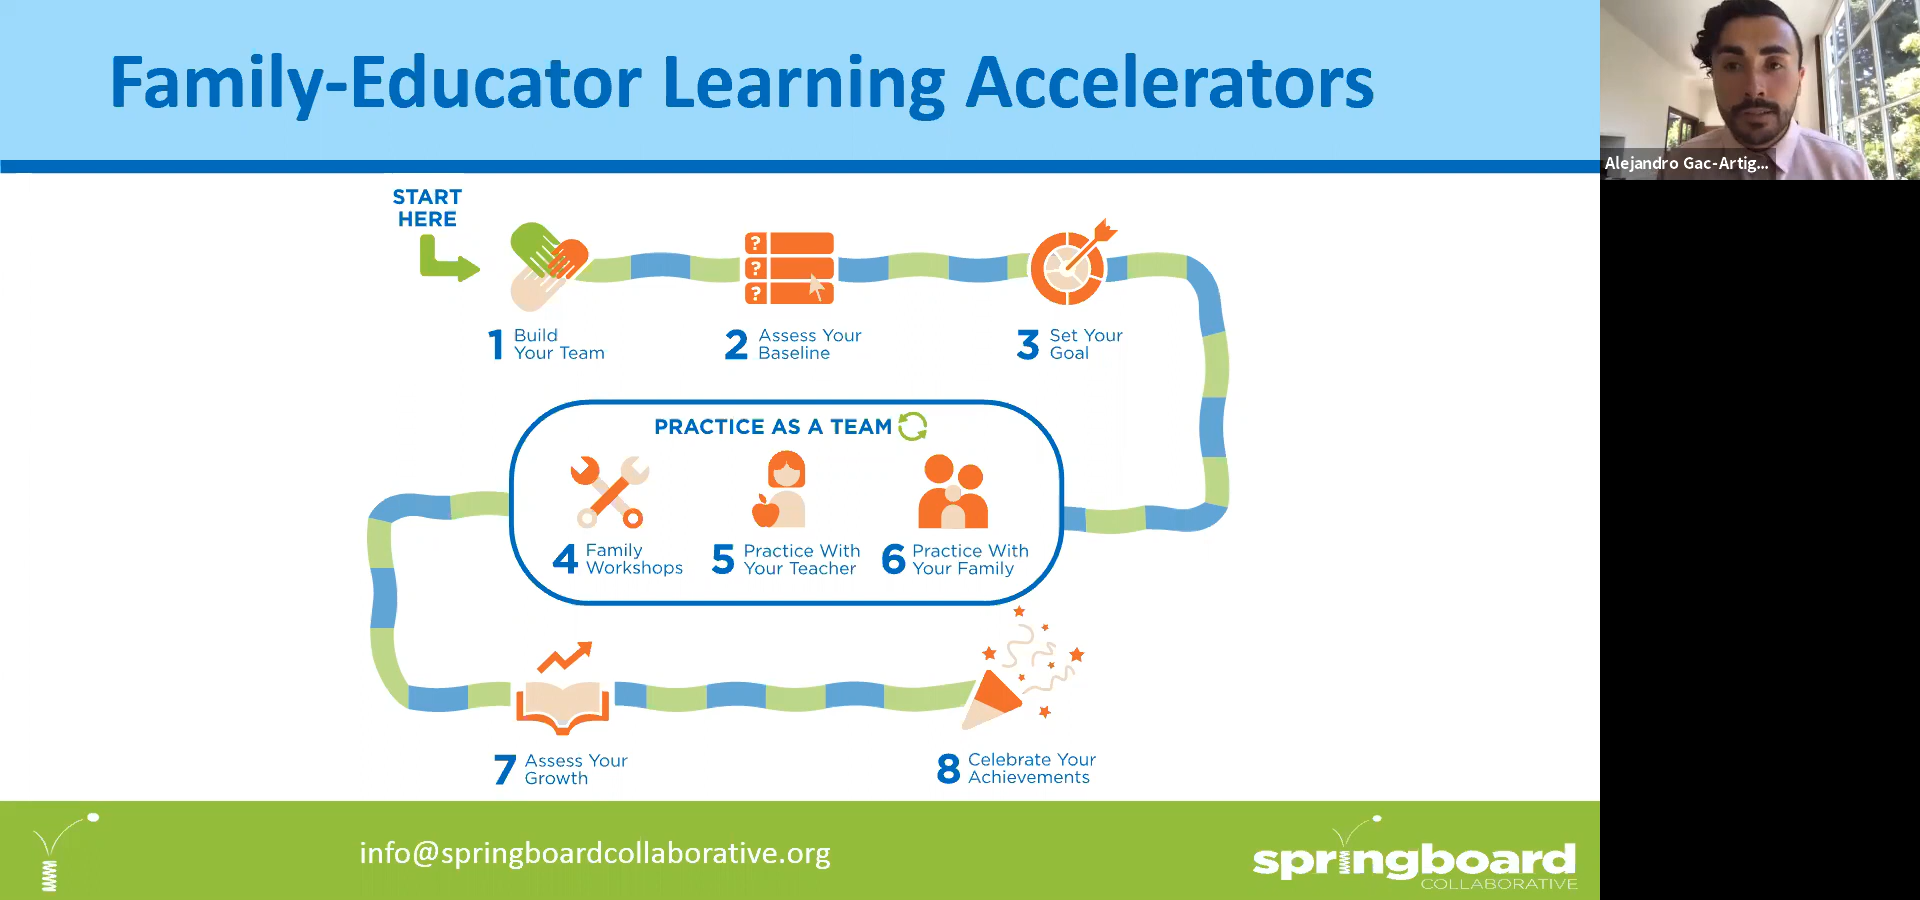 Family-Educator Learning Accelerators
Alejandro Gac-Artig...
START
HERE
1 Build
Your Team
2 Assess Your
Baseline
3 Set Your
Goal
? 
?
?
PRACTICE AS A TEAM
4 Family
Workshops
5 Practice With
Your Teacher
6 Practice With
Your Family
7 Assess Your
Growth
8 Celebrate Your
Achievements
info@springboardcollaborative.org
springboard
COLLABORATIVE